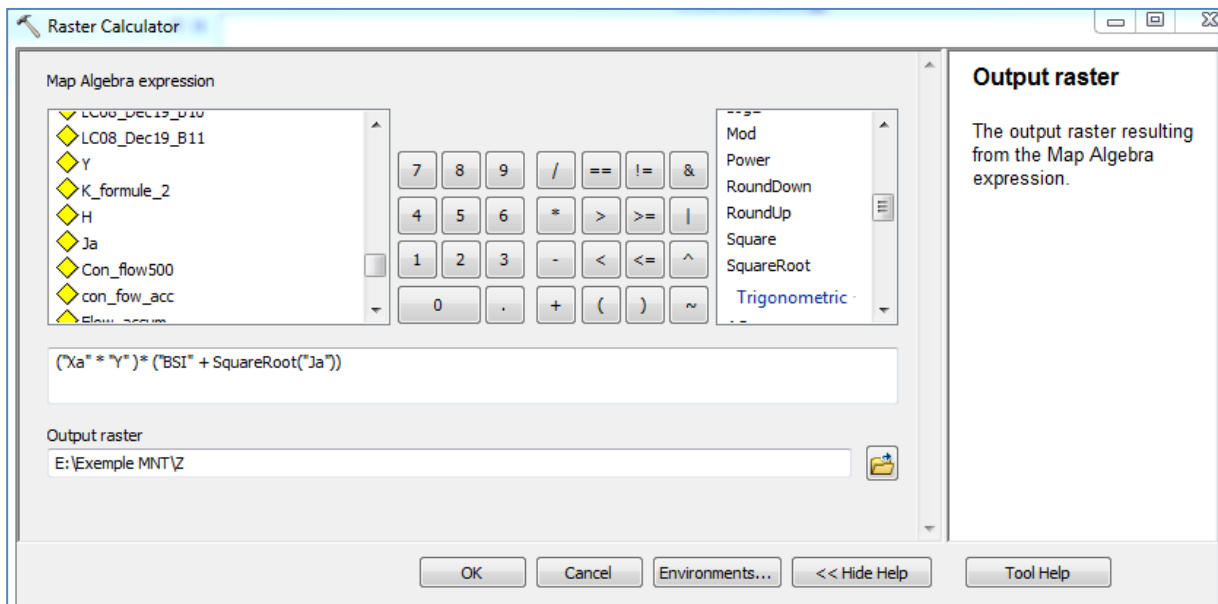 Raster Calculator
Map Algebra expression
LC08_Dec19_B10
LC08_Dec19_B11
Y
K_formule_2
H
Ja
Con_flow500
con_fow_acc
Flow_accum
7 8 9 / == != &
4 5 6 * > >= |
1 2 3 - < <= ^
0 . + ( ) ~
Mod
Power
RoundDown
RoundUp
Square
SquareRoot
Trigonometric
("Xa" * "Y" )* ("BSI" + SquareRoot("Ja"))
Output raster
E:\Exemple MNT\Z
OK Cancel Environments... << Hide Help Tool Help
Output raster
The output raster resulting
from the Map Algebra
expression.